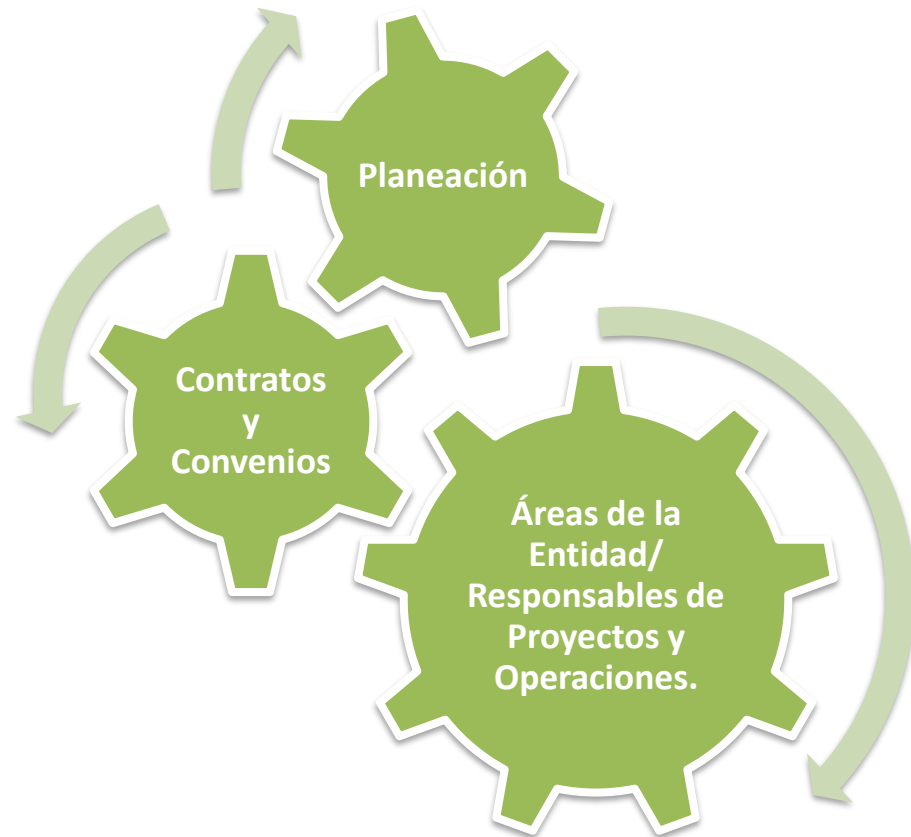 Planeación
Contratos
y
Convenios
Áreas de la
Entidad/
Responsables de
Proyectos y
Operaciones.